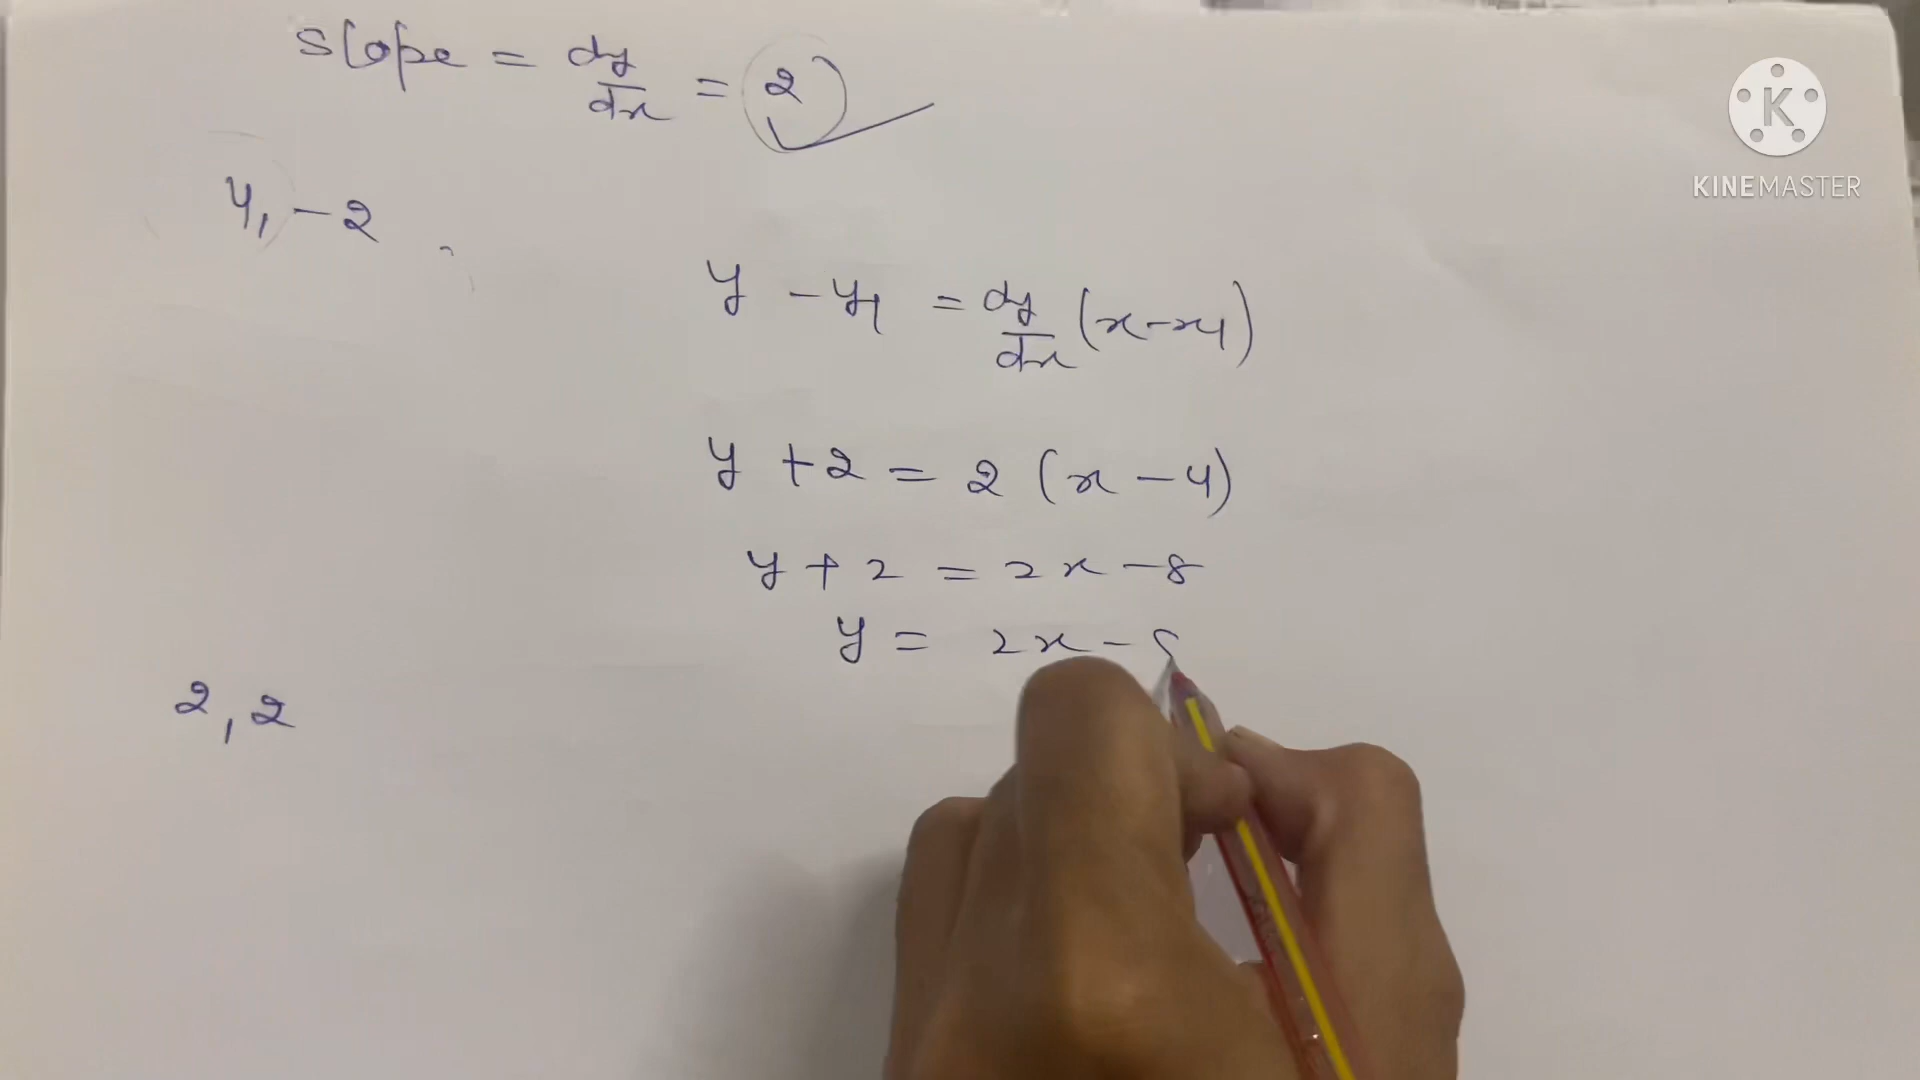 slope = dy/dx = 2
K
KINEMASTER
4, -2
y - y1 = dy/dx (x-x1)
y +2 = 2 (x - 4)
y + 2 = 2x -8
y = 2x -
2, 2